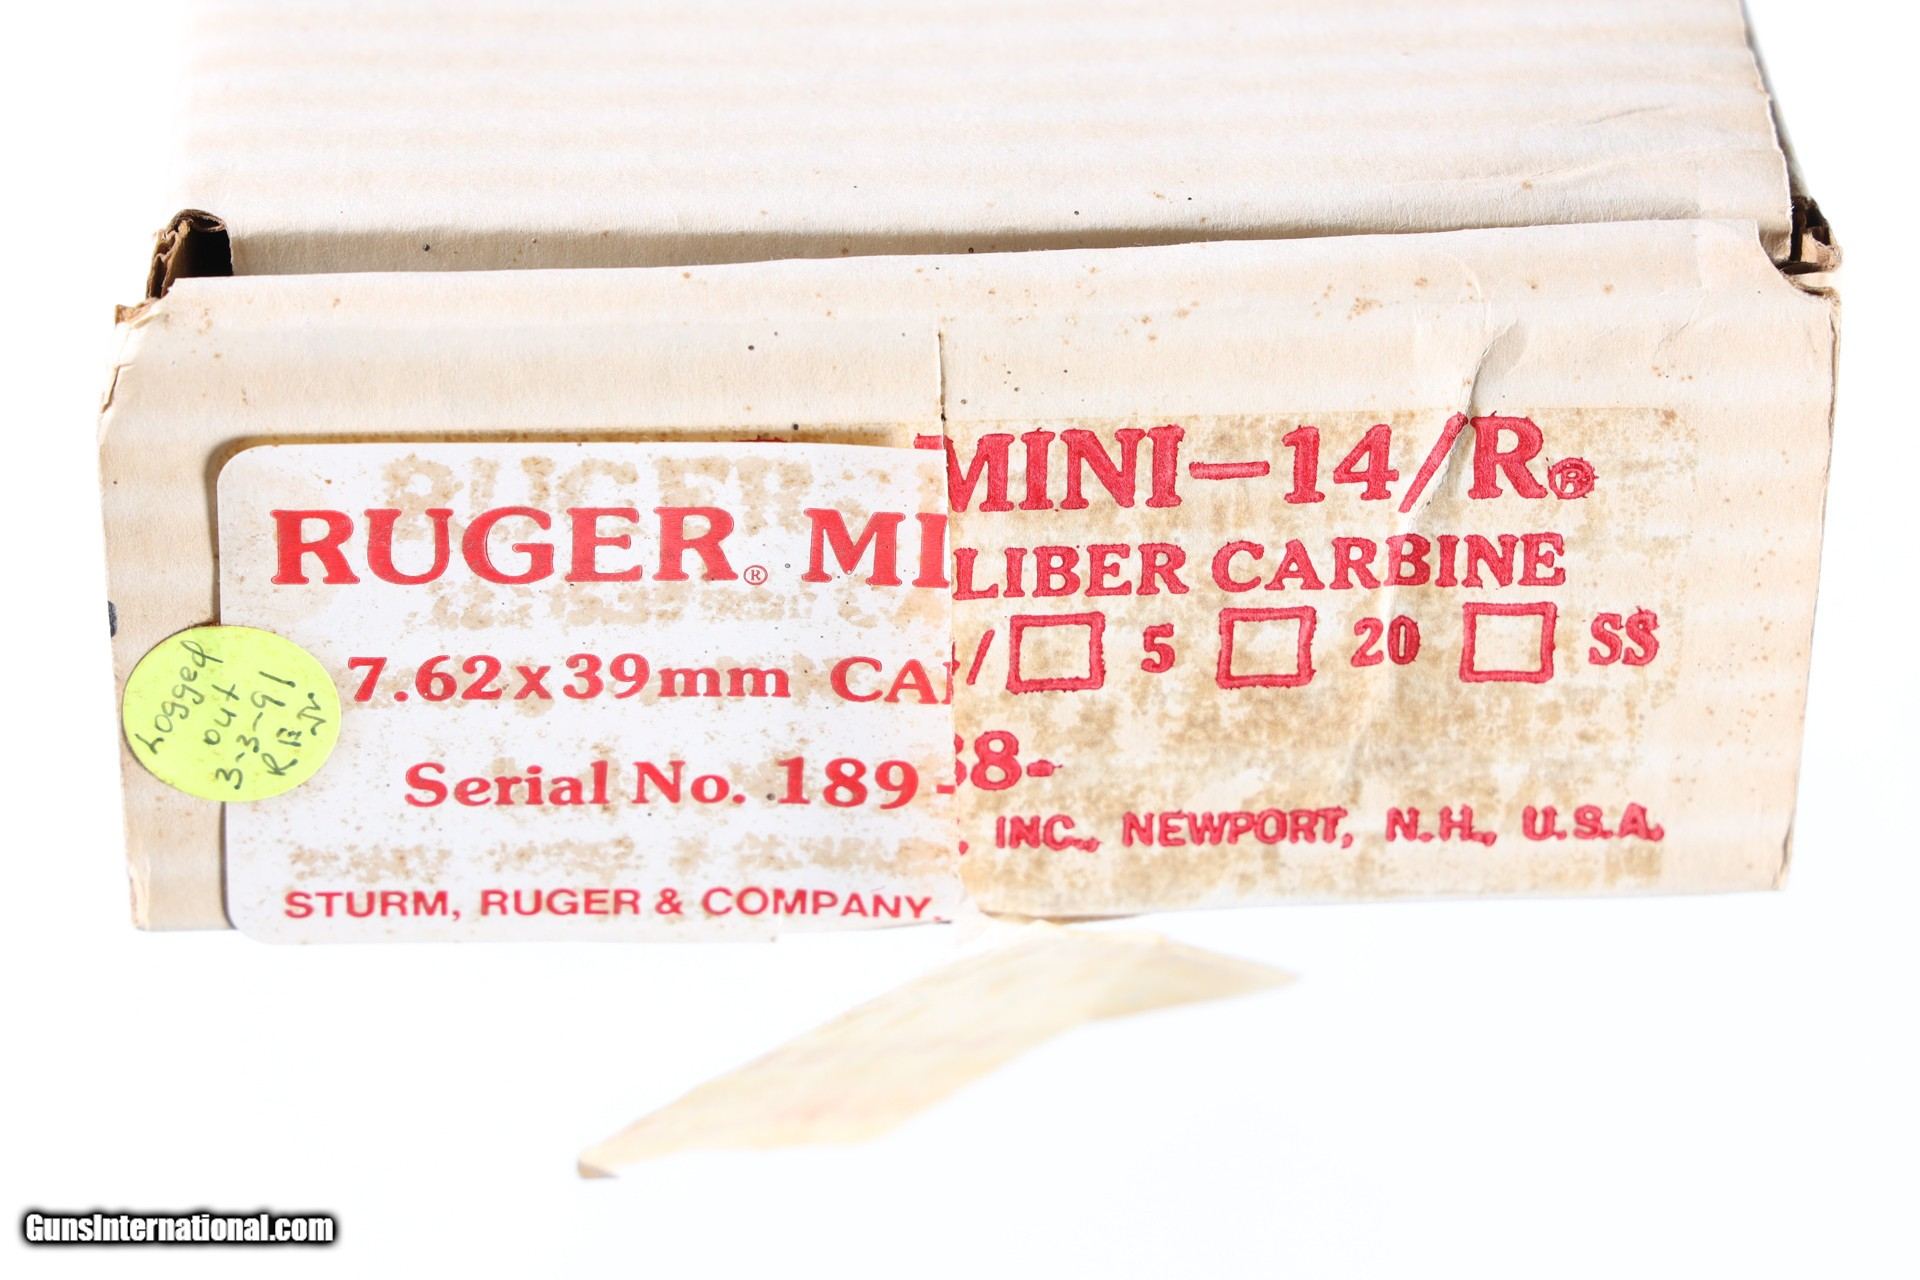 MINI-14/R®
RUGER® MI
LIBER CARBINE
/ 5 20 SS
7.62x39mm CA
Serial No. 189-
68-
INC., NEWPORT, N.H., U.S.A.
STURM, RUGER & COMPANY,
Logged
out
3-3-91
GunsInternational.com